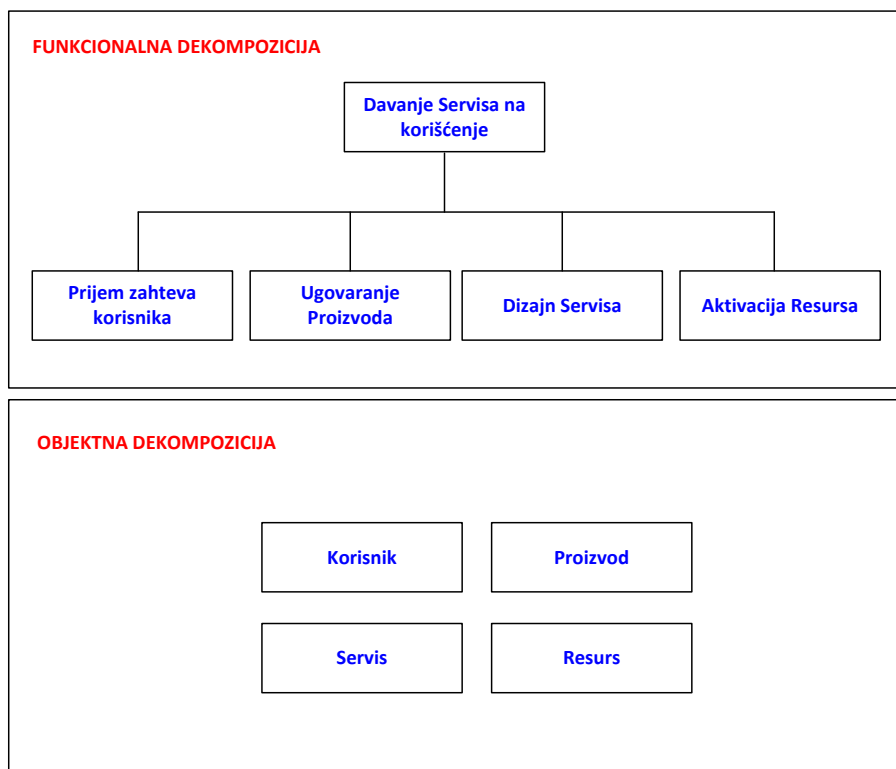 FUNKCIONALNA DEKOMPOZICIJA
Davanje Servisa na
korišćenje
Prijem zahteva
korisnika
Ugovaranje
Proizvoda
Dizajn Servisa
Aktivacija Resursa
OBJEKTNA DEKOMPOZICIJA
Korisnik
Proizvod
Servis
Resurs